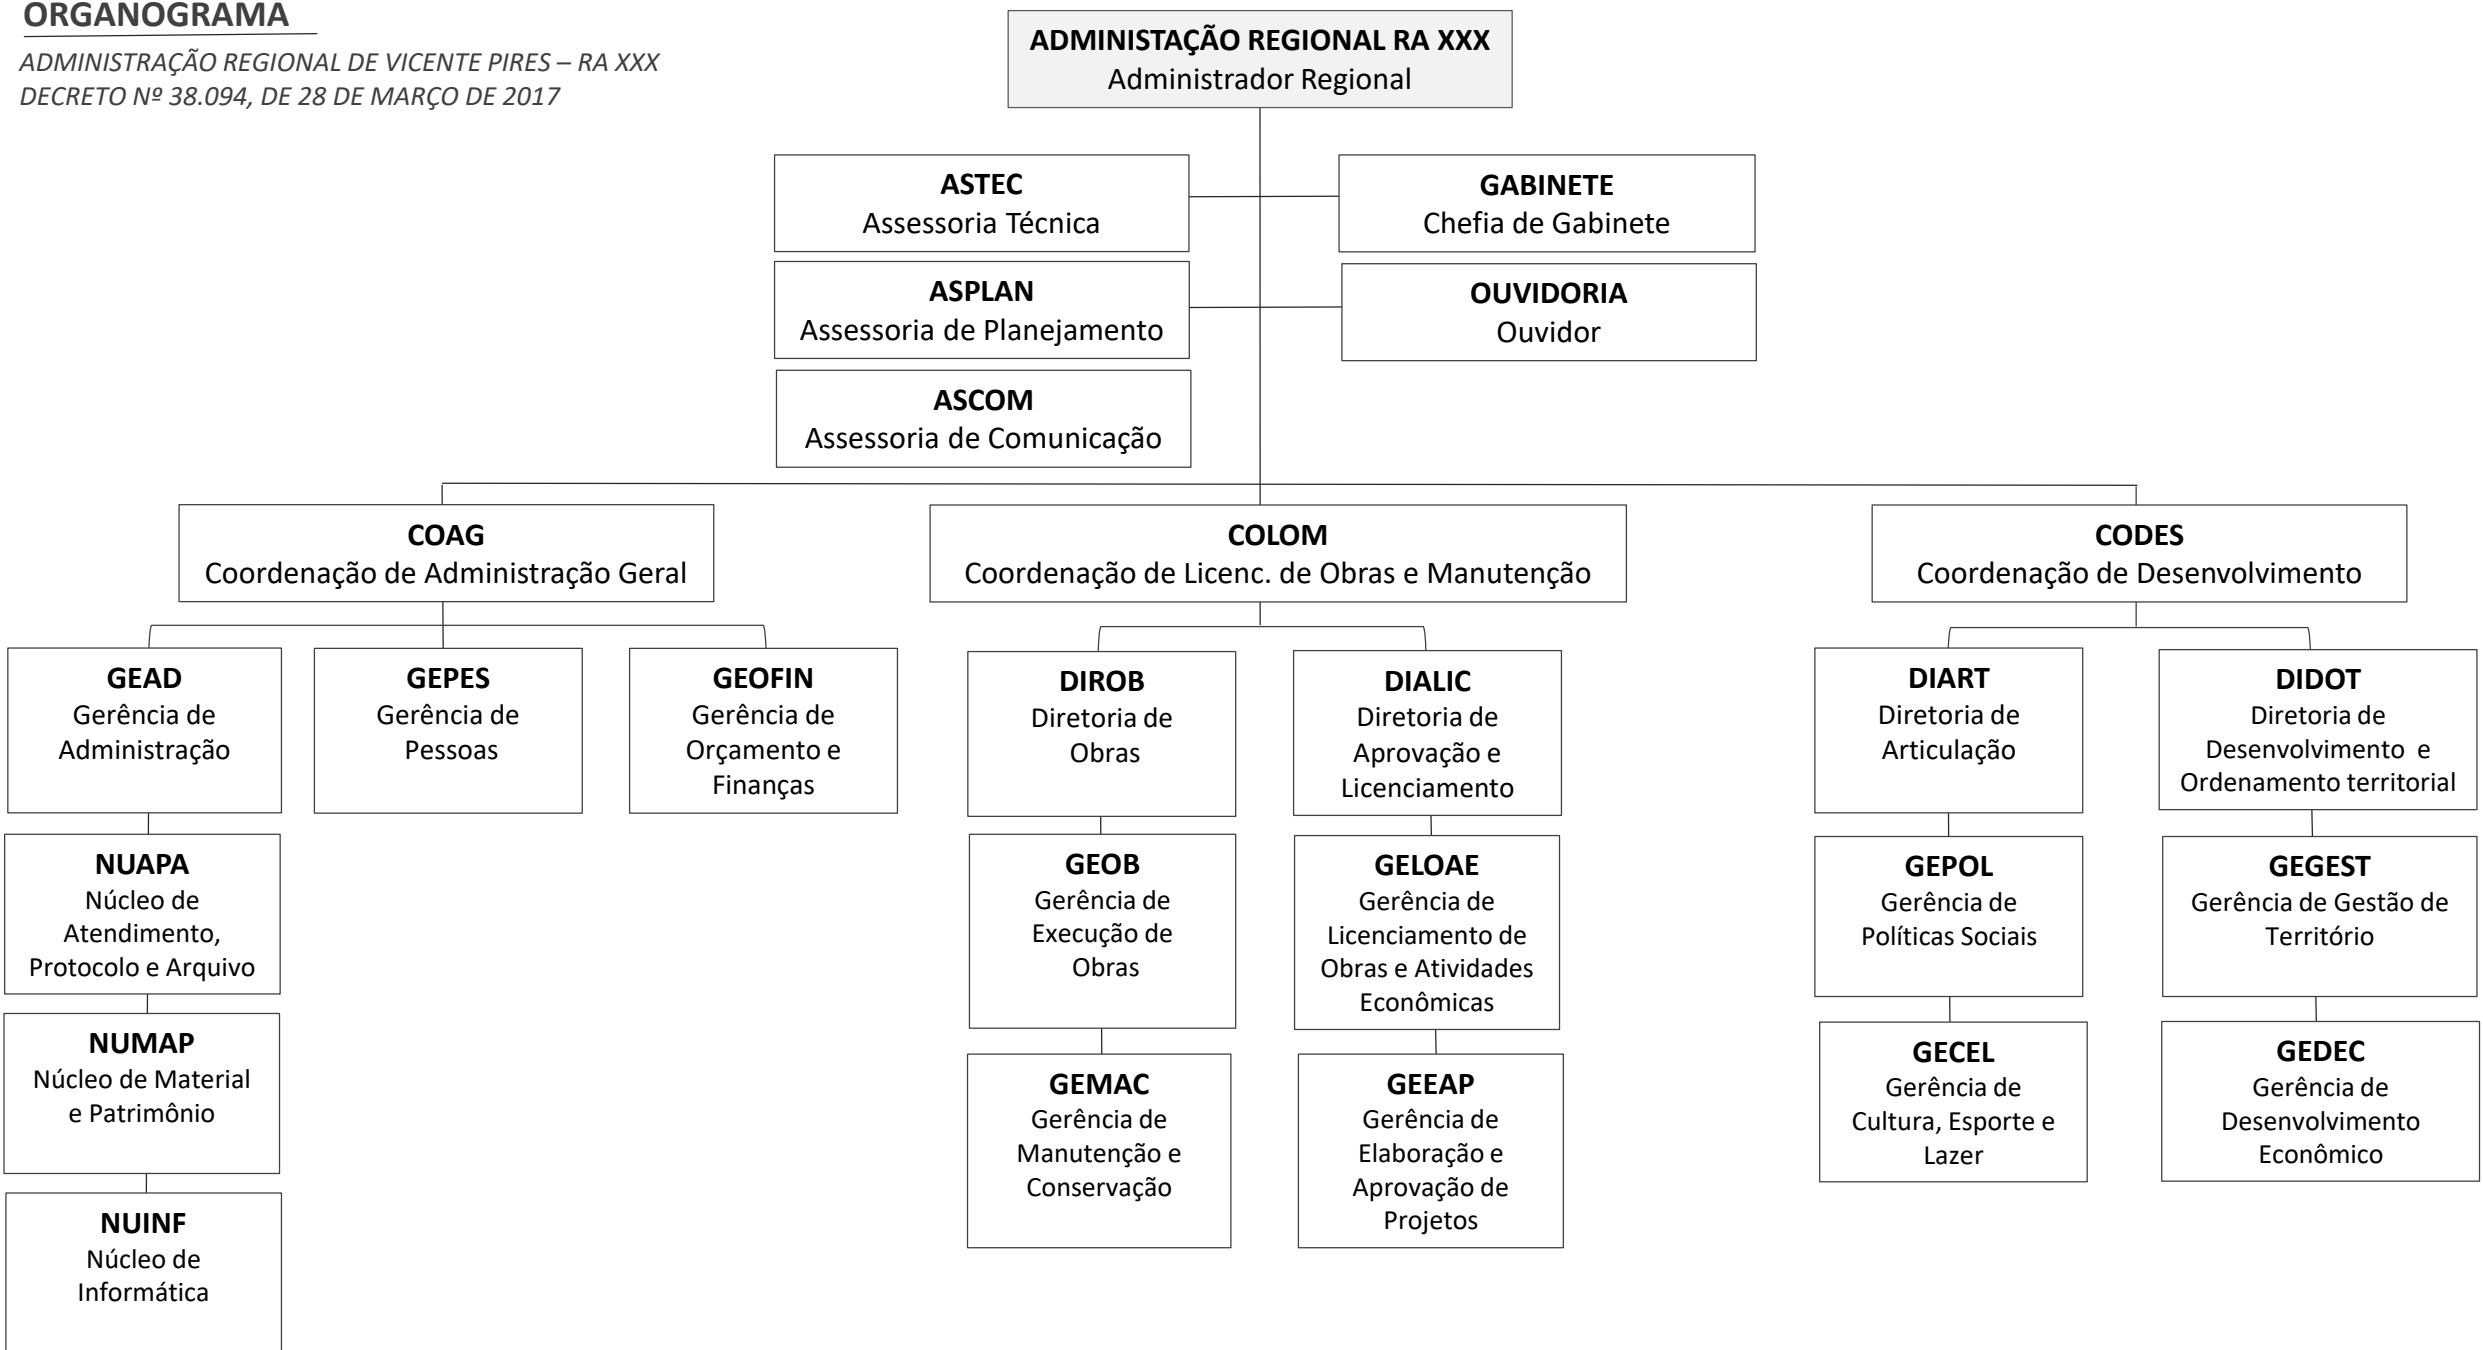 ORGANOGRAMA
ADMINISTRAÇÃO REGIONAL DE VICENTE PIRES – RA XXX
DECRETO Nº 38.094, DE 28 DE MARÇO DE 2017
ADMINISTAÇÃO REGIONAL RA XXX
Administrador Regional
ASTEC
Assessoria Técnica
GABINETE
Chefia de Gabinete
ASPLAN
Assessoria de Planejamento
OUVIDORIA
Ouvidor
ASCOM
Assessoria de Comunicação
COAG
Coordenação de Administração Geral
COLOM
Coordenação de Licenc. de Obras e Manutenção
CODES
Coordenação de Desenvolvimento
GEAD
Gerência de
Administração
GEPES
Gerência de
Pessoas
GEOFIN
Gerência de
Orçamento e
Finanças
DIROB
Diretoria de
Obras
DIALIC
Diretoria de
Aprovação e
Licenciamento
DIART
Diretoria de
Articulação
DIDOT
Diretoria de
Desenvolvimento e
Ordenamento territorial
NUAPA
Núcleo de
Atendimento,
Protocolo e Arquivo
GEOB
Gerência de
Execução de
Obras
GELOAE
Gerência de
Licenciamento de
Obras e Atividades
Econômicas
GEPOL
Gerência de
Políticas Sociais
GEGEST
Gerência de Gestão de
Território
NUMAP
Núcleo de Material
e Patrimônio
GEMAC
Gerência de
Manutenção e
Conservação
GEEAP
Gerência de
Elaboração e
Aprovação de
Projetos
GECEL
Gerência de
Cultura, Esporte e
Lazer
GEDEC
Gerência de
Desenvolvimento
Econômico
NUINF
Núcleo de
Informática